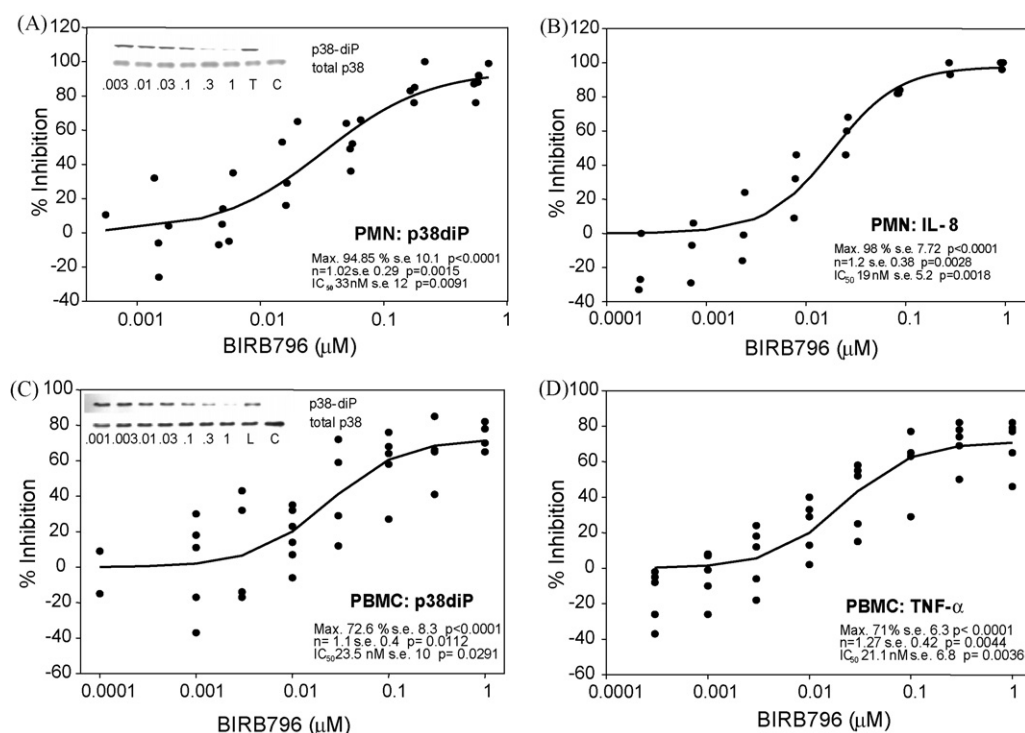 (A)
120
100
80
60
40
20
0
-20
-40
% Inhibition
p38-diP
total p38
.003 .01 .03 .1 .3 1 T C
PMN: p38diP
Max. 94.85 % s.e. 10.1 p<0.0001
n=1.02s.e. 0.29 p=0.0015
IC50 33nM s.e. 12 p=0.0091
0.001 0.01 0.1 1
BIRB796 (μM)
(B)
120
100
80
60
40
20
0
-20
-40
% Inhibition
PMN: IL-8
Max. 98 % s.e. 7.72 p<0.0001
n=1.2 s.e. 0.38 p=0.0028
IC50 19 nM s.e. 5.2 p=0.0018
0.0001 0.001 0.01 0.1 1
BIRB796 (μM)
(C)
100
80
60
40
20
0
-20
-40
-60
% Inhibition
p38-diP
total p38
.001.003.01 .03 .1 .3 1 L C
PBMC: p38diP
Max. 72.6 % s.e. 8.3 p<0.0001
n= 1.1 s.e. 0.4 p= 0.0112
IC50 23.5 nM s.e. 10 p= 0.0291
0.0001 0.001 0.01 0.1 1
BIRB796 (μM)
(D)
100
80
60
40
20
0
-20
-40
-60
% Inhibition
PBMC: TNF-α
Max. 71% s.e. 6.3 p< 0.0001
n=1.27 s.e. 0.42 p= 0.0044
IC50 21.1 nM s.e. 6.8 p= 0.0036
0.0001 0.001 0.01 0.1 1
BIRB796 (μM)